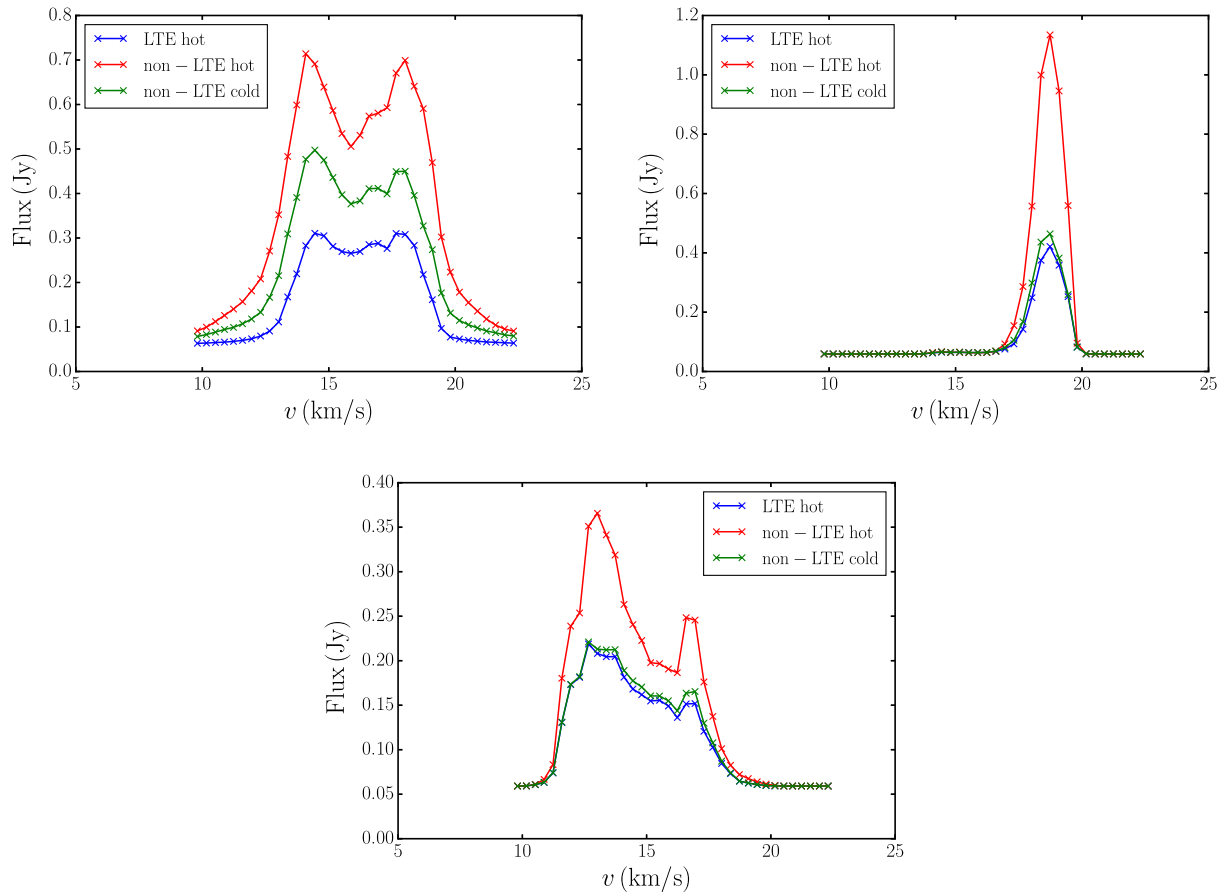 0.8
0.7
0.6
0.5
0.4
0.3
0.2
0.1
0.0
Flux (Jy)
LTE hot
non − LTE hot
non − LTE cold
5 10 15 20 25
v (km/s)
1.2
1.0
0.8
0.6
0.4
0.2
0.0
Flux (Jy)
LTE hot
non − LTE hot
non − LTE cold
5 10 15 20 25
v (km/s)
0.40
0.35
0.30
0.25
0.20
0.15
0.10
0.05
0.00
Flux (Jy)
LTE hot
non − LTE hot
non − LTE cold
5 10 15 20 25
v (km/s)